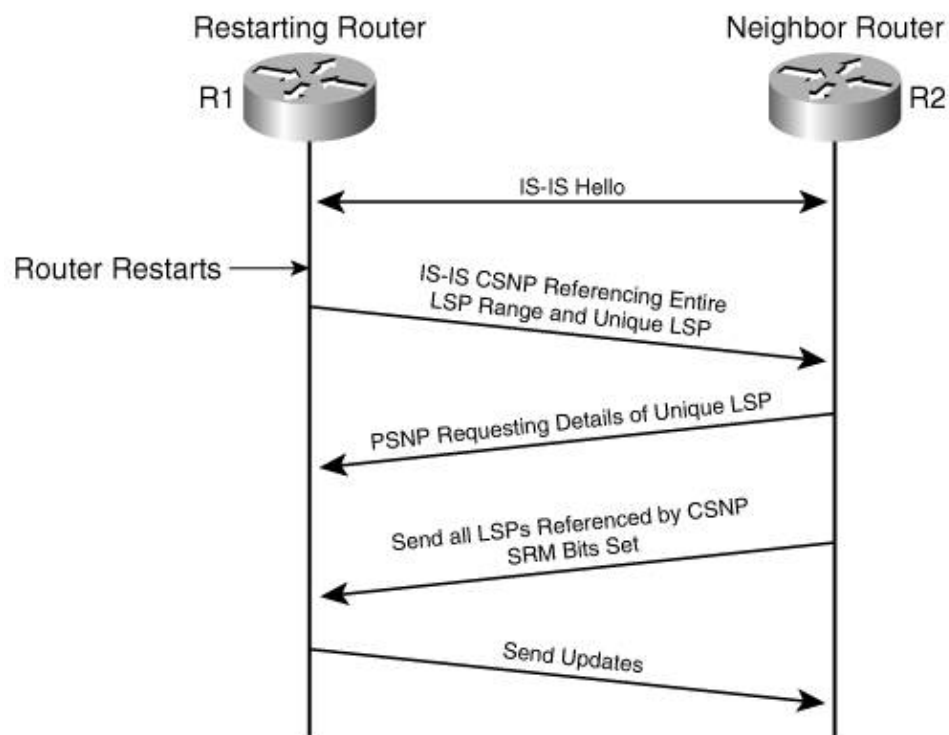 Restarting Router
Neighbor Router
R1
R2
IS-IS Hello
Router Restarts
IS-IS CSNP Referencing Entire
LSP Range and Unique LSP
PSNP Requesting Details of Unique LSP
Send all LSPs Referenced by CSNP
SRM Bits Set
Send Updates